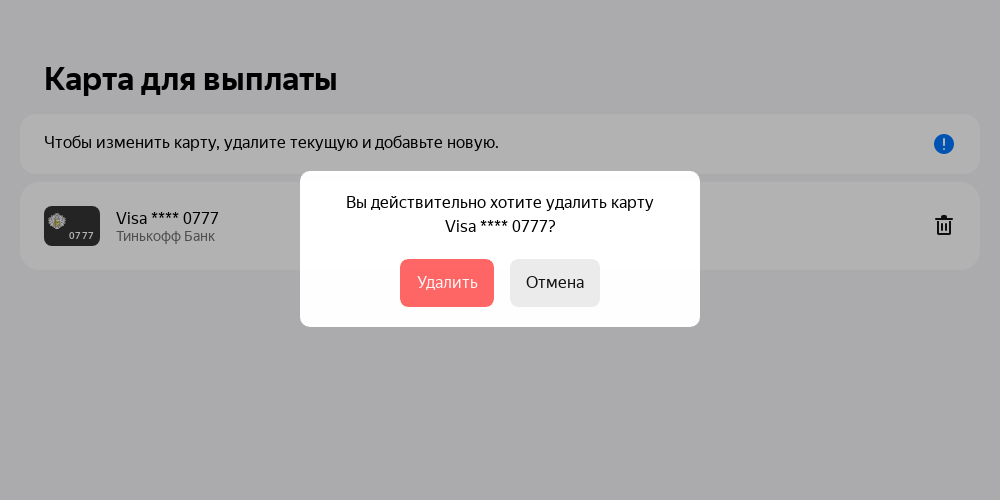 Карта для выплаты
Чтобы изменить карту, удалите текущую и добавьте новую.
Вы действительно хотите удалить карту
Visa **** 0777?
0777
Visa **** 0777
Тинькофф Банк
Удалить
Отмена